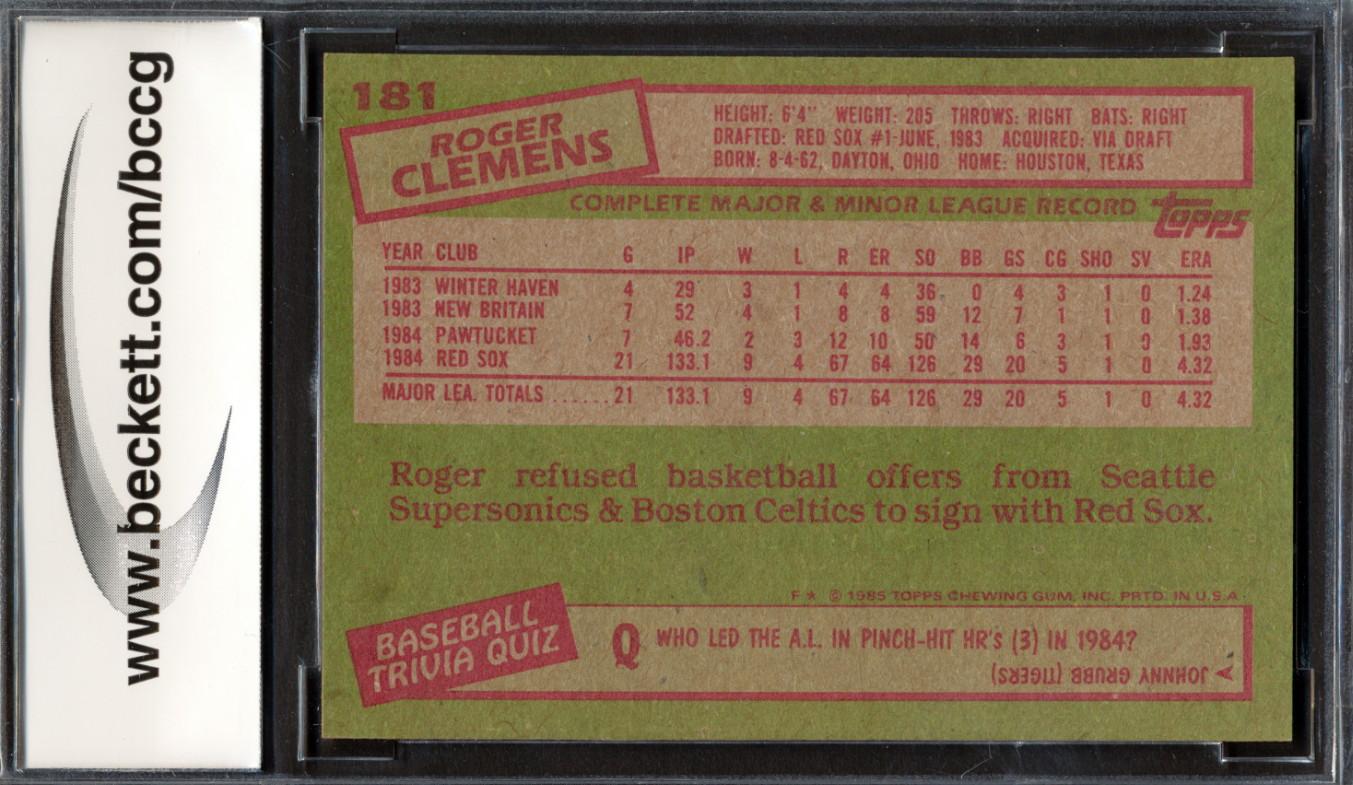 www.beckett.com/bccg
181
ROGER
CLEMENS
HEIGHT: 6'4" WEIGHT: 205 THROWS: RIGHT BATS: RIGHT
DRAFTED: RED SOX #1-JUNE, 1983 ACQUIRED: VIA DRAFT
BORN: 8-4-62, DAYTON, OHIO HOME: HOUSTON, TEXAS
COMPLETE MAJOR & MINOR LEAGUE RECORD topps
YEAR CLUB G IP W L R ER SO BB GS CG SHO SV ERA
1983 WINTER HAVEN 4 29 3 1 4 4 36 0 4 3 1 0 1.24
1983 NEW BRITAIN 7 52 4 1 8 8 59 12 7 1 1 0 1.38
1984 PAWTUCKET 7 46.2 2 3 12 10 50 14 6 3 1 0 1.93
1984 RED SOX 21 133.1 9 4 67 64 126 29 20 5 1 0 4.32
MAJOR LEA. TOTALS ......21 133.1 9 4 67 64 126 29 20 5 1 0 4.32
Roger refused basketball offers from Seattle
Supersonics & Boston Celtics to sign with Red Sox.
F★ © 1985 TOPPS CHEWING GUM, INC. PRTD. IN U.S.A.
BASEBALL
TRIVIA QUIZ
Q WHO LED THE A.L. IN PINCH-HIT HR's (3) IN 1984?
A JOHNNY GRUBB (TIGERS)